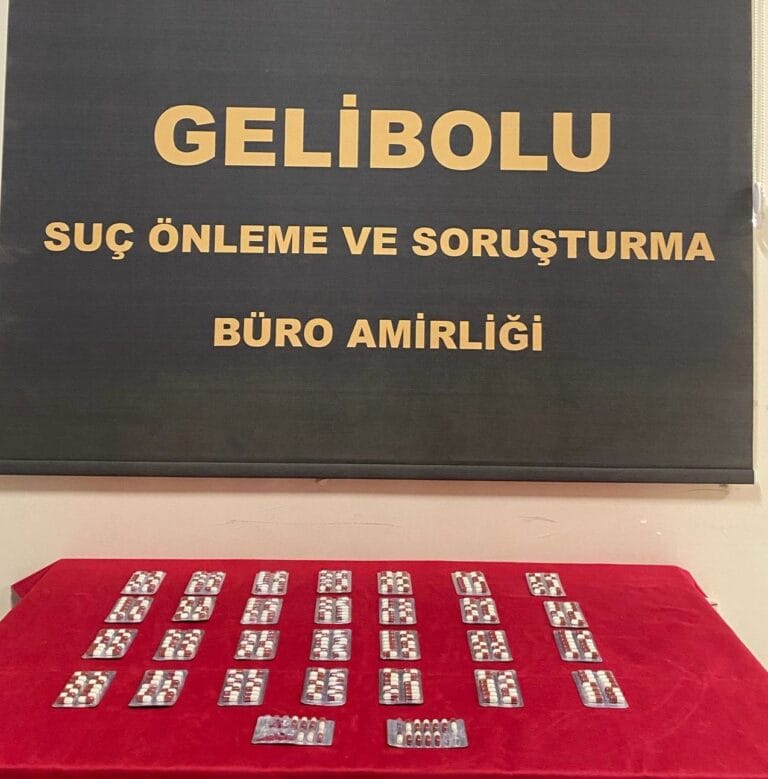 GELİBOLU
SUÇ ÖNLEME VE SORUŞTURMA
BÜRO AMİRLİĞİ